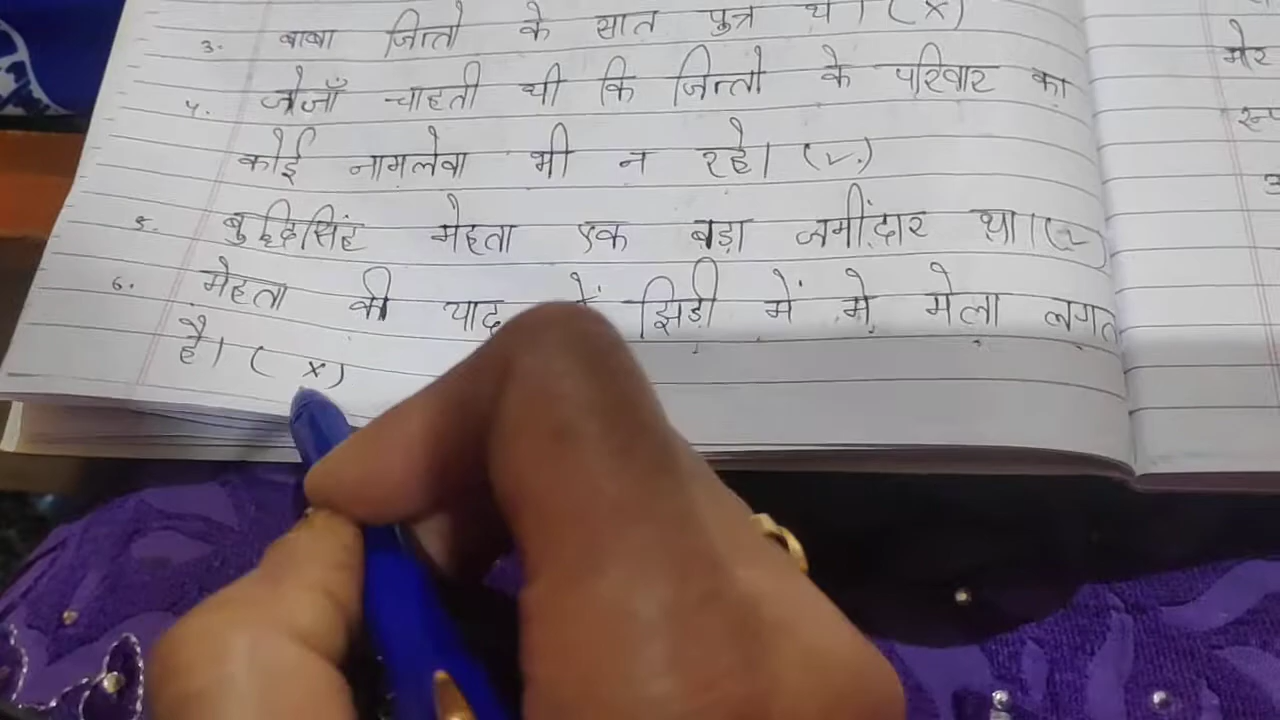 3. बाबा जित्तो के सात पुत्र थे। (×)
4. जोजाँ चाहती थी कि जित्तो के परिवार का
कोई नामलेवा भी न रहे। (✓)
5. बुद्धिसिंह मेहता एक बड़ा जमींदार था। (✓)
6. मेहता की याद में झिड़ी में मे मेला लगत
है। (×)
मेर